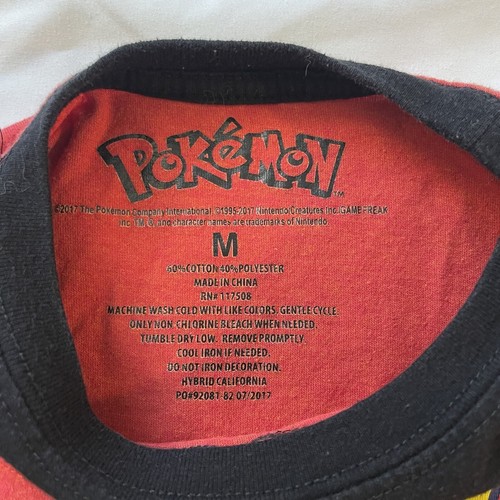 POKéMON
TM
©2017 The Pokémon Company International. ©1995-2017 Nintendo/Creatures Inc./GAME FREAK
Inc. TM, ®, and character names are trademarks of Nintendo.
M
60%COTTON 40%POLYESTER
MADE IN CHINA
RN# 117508
MACHINE WASH COLD WITH LIKE COLORS. GENTLE CYCLE.
ONLY NON-CHLORINE BLEACH WHEN NEEDED.
TUMBLE DRY LOW. REMOVE PROMPTLY.
COOL IRON IF NEEDED.
DO NOT IRON DECORATION.
HYBRID CALIFORNIA
PO#92081-82 07/2017